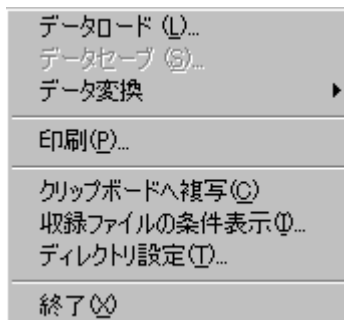 データロード (L)...
データセーブ (S)...
データ変換
印刷(P)...
クリップボードへ複写(C)
収録ファイルの条件表示(I)...
ディレクトリ設定(T)...
終了(X)